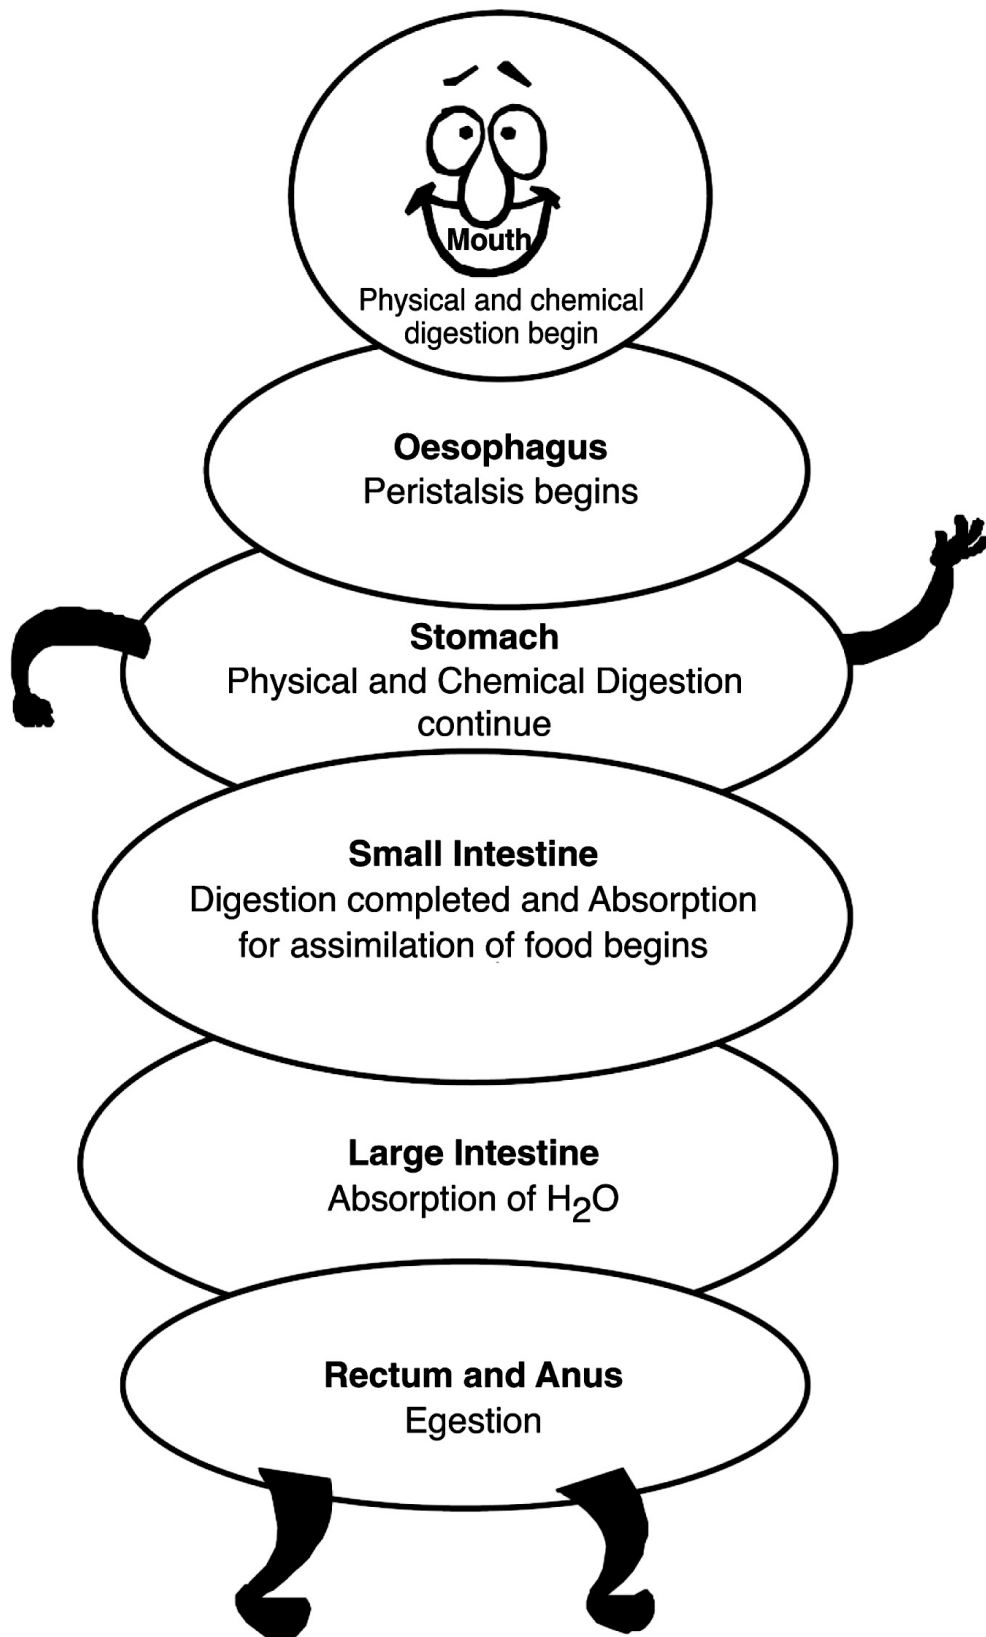 Mouth
Physical and chemical
digestion begin
Oesophagus
Peristalsis begins
Stomach
Physical and Chemical Digestion
continue
Small Intestine
Digestion completed and Absorption
for assimilation of food begins
Large Intestine
Absorption of H₂O
Rectum and Anus
Egestion